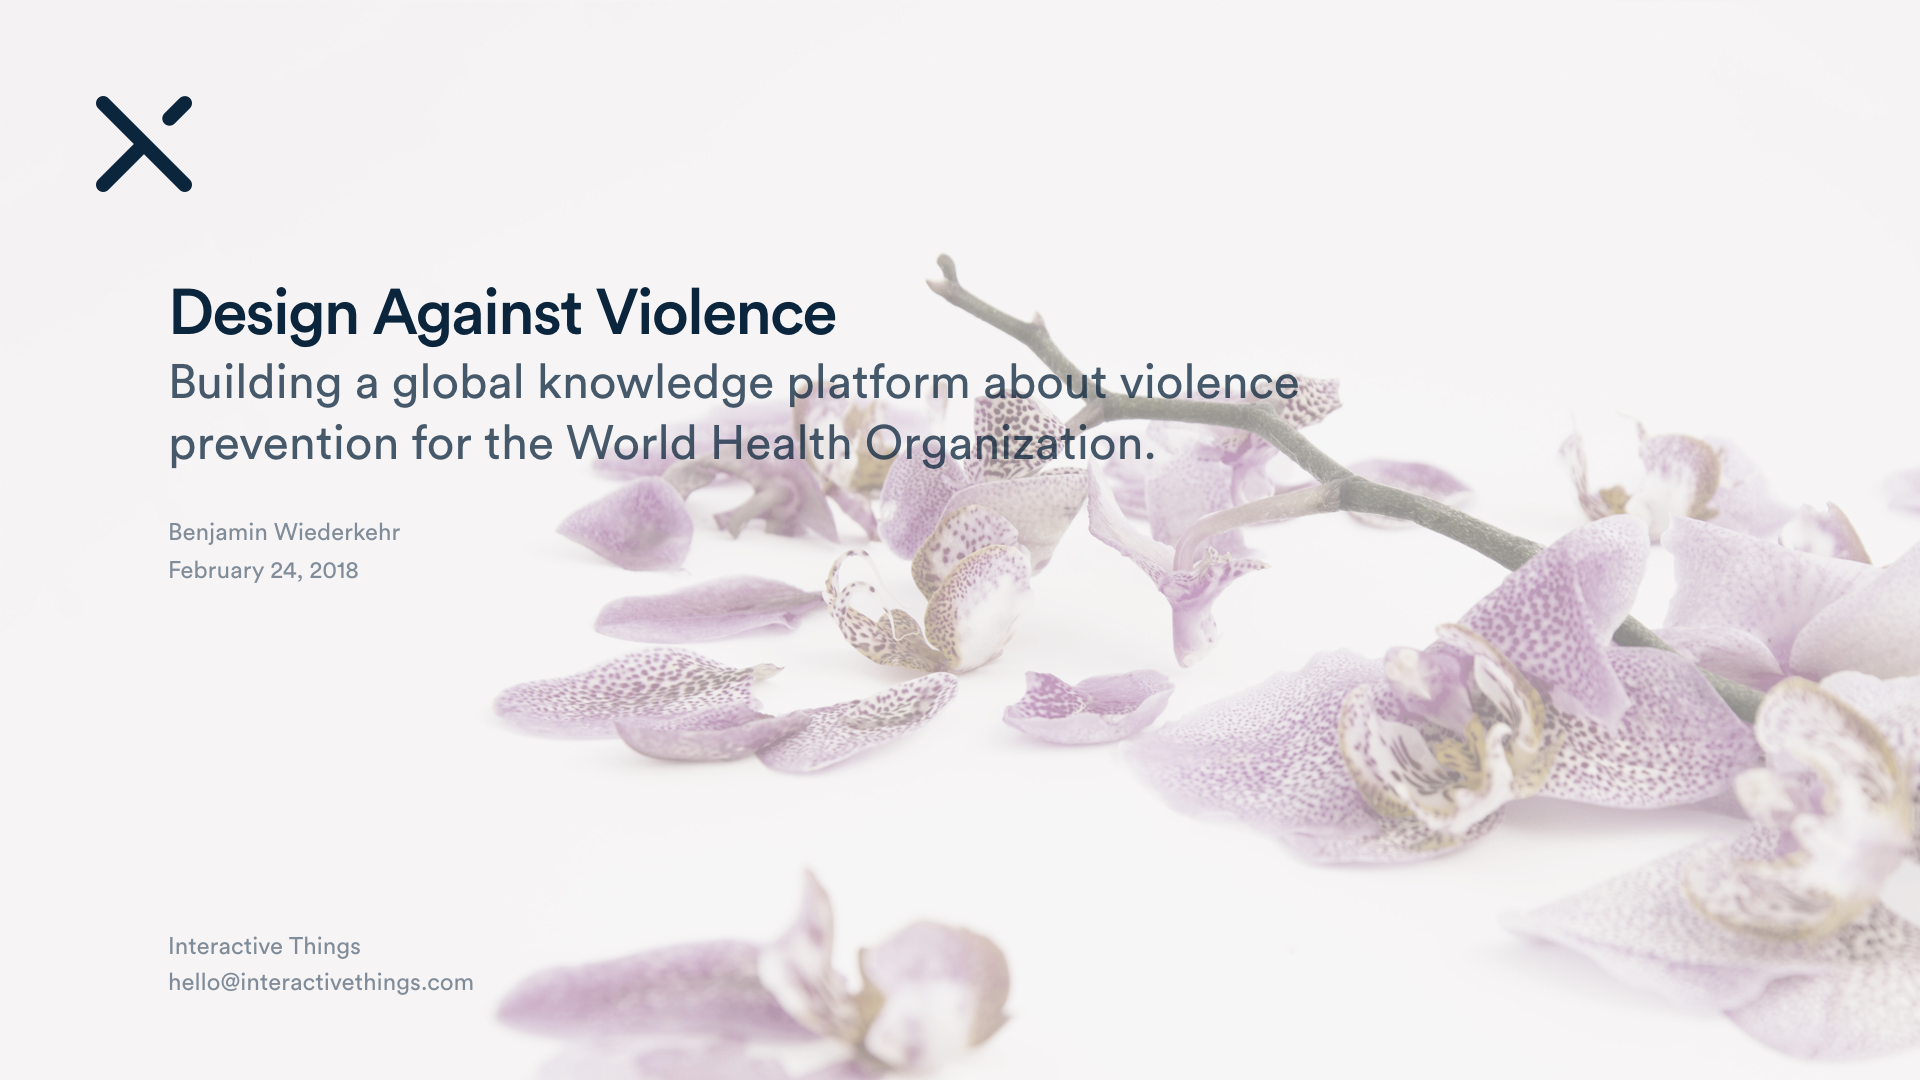 Design Against Violence
Building a global knowledge platform about violence
prevention for the World Health Organization.
Benjamin Wiederkehr
February 24, 2018
Interactive Things
hello@interactivethings.com